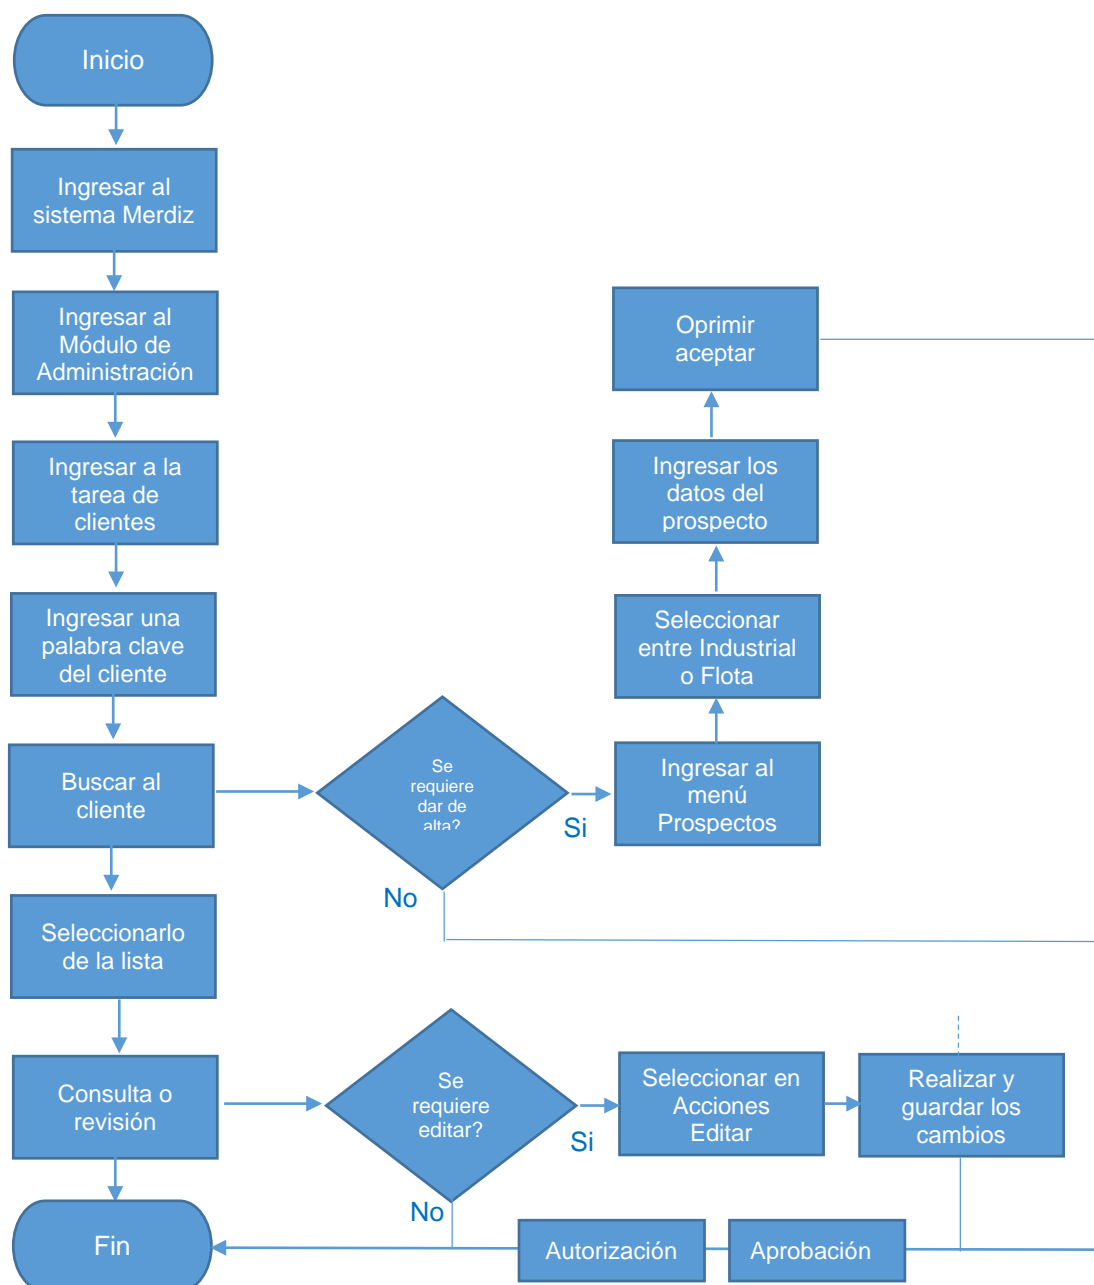 Inicio
Ingresar al
sistema Merdiz
Ingresar al
Módulo de
Administración
Ingresar a la
tarea de
clientes
Ingresar una
palabra clave
del cliente
Buscar al
cliente
Seleccionarlo
de la lista
Consulta o
revisión
Fin
Se
requiere
dar de
alta?
Si
No
Ingresar al
menú
Prospectos
Seleccionar
entre Industrial
o Flota
Ingresar los
datos del
prospecto
Oprimir
aceptar
Se
requiere
editar?
Si
No
Seleccionar en
Acciones
Editar
Realizar y
guardar los
cambios
Autorización
Aprobación